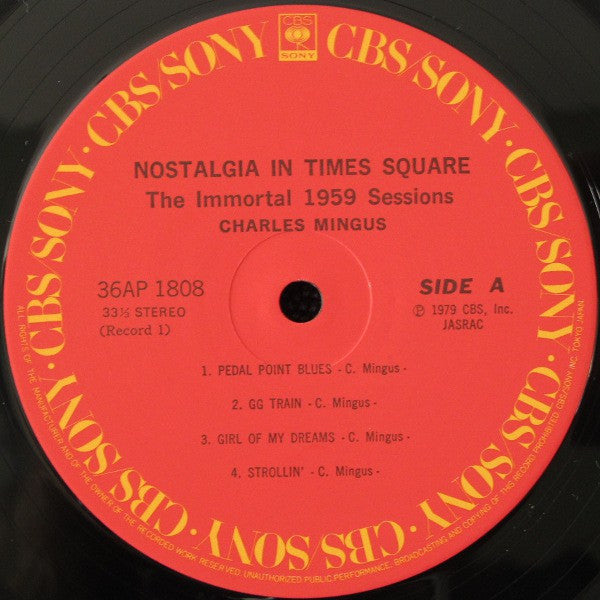 CBS
SONY
CBS/SONY · CBS/SONY · CBS/SONY · CBS/SONY · CBS/SONY · CBS/SONY · CBS/SONY
NOSTALGIA IN TIMES SQUARE
The Immortal 1959 Sessions
CHARLES MINGUS
36AP 1808
33⅓ STEREO
(Record 1)
SIDE A
Ⓟ 1979 CBS, Inc.
JASRAC
1. PEDAL POINT BLUES - C. Mingus -
2. GG TRAIN - C. Mingus -
3. GIRL OF MY DREAMS - C. Mingus -
4. STROLLIN' - C. Mingus -
ALL RIGHTS OF THE MANUFACTURER AND OF THE OWNER OF THE RECORDED WORK RESERVED. UNAUTHORIZED PUBLIC PERFORMANCE, BROADCASTING AND COPYING OF THIS RECORD PROHIBITED CBS/SONY INC. TOKYO JAPAN.